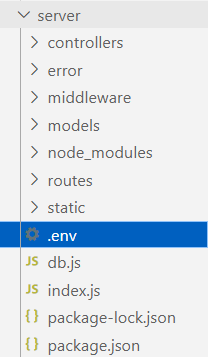 server
controllers
error
middleware
models
node_modules
routes
static
.env
JS db.js
JS index.js
{} package-lock.json
{} package.json